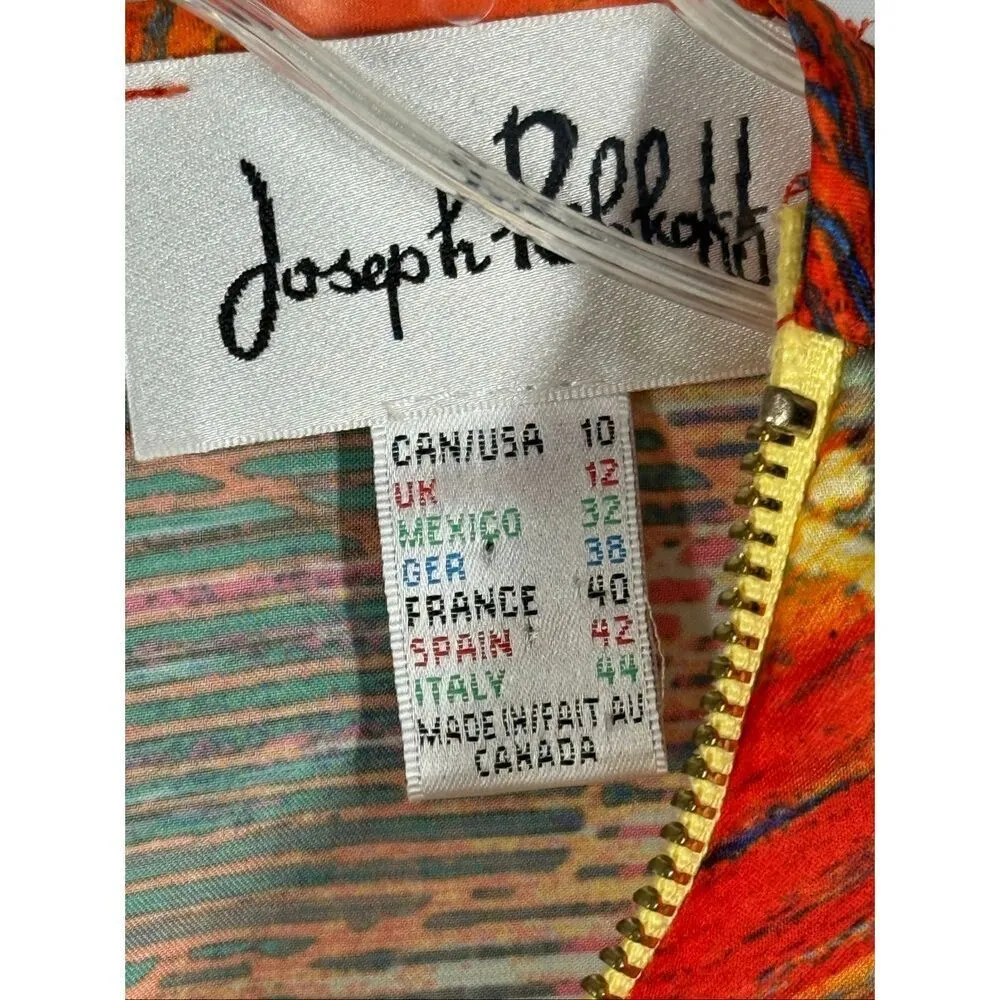 Joseph Ribkoff
CAN/USA 10
UK 12
MEXICO 32
GER 38
FRANCE 40
SPAIN 42
ITALY 44
MADE IN/FAIT AU
CANADA